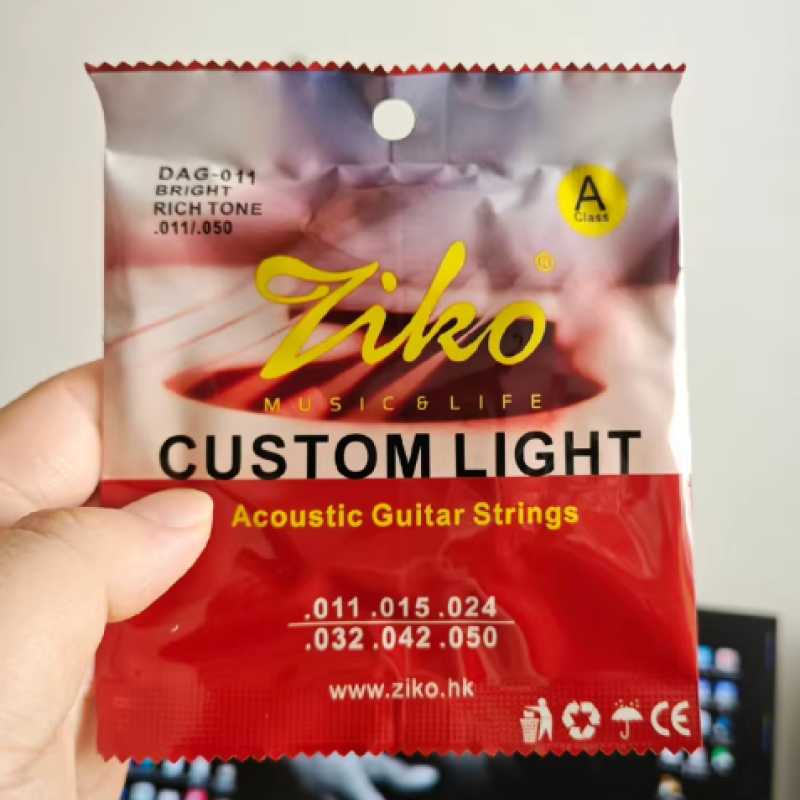 DAG-011
BRIGHT
RICH TONE
.011/.050
A
Class
Ziko®
MUSIC & LIFE
CUSTOM LIGHT
Acoustic Guitar Strings
.011 .015 .024
.032 .042 .050
www.ziko.hk
CE